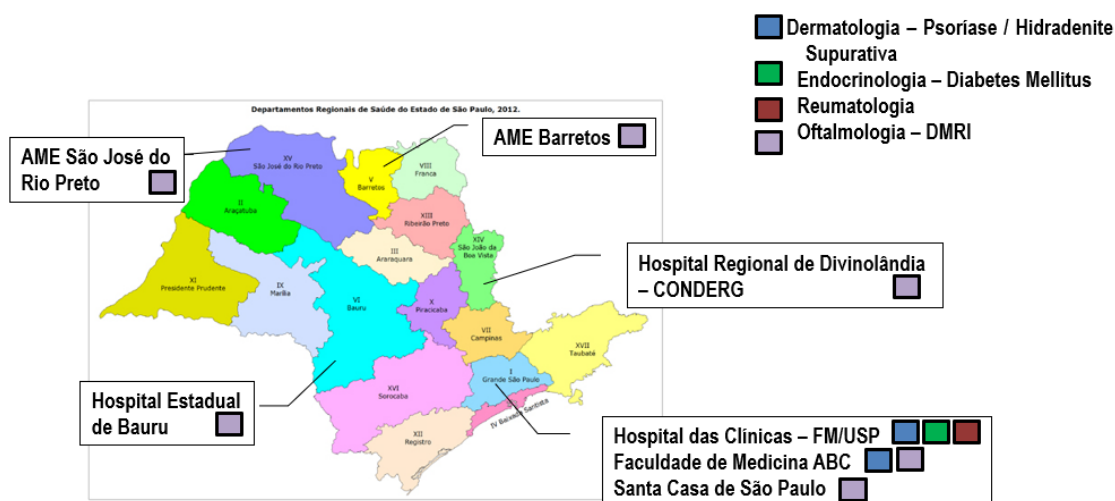 Dermatologia – Psoríase / Hidradenite
Supurativa
Endocrinologia – Diabetes Mellitus
Reumatologia
Oftalmologia – DMRI
Departamentos Regionais de Saúde do Estado de São Paulo, 2012.
AME Barretos
AME São José do
Rio Preto
XV
São José do Rio Preto
V
Barretos
VIII
Franca
II
Araçatuba
XIII
Ribeirão Preto
III
Araraquara
XIV
São João da
Boa Vista
Hospital Regional de Divinolândia
– CONDERG
XI
Presidente Prudente
IX
Marília
VI
Bauru
X
Piracicaba
VII
Campinas
XVII
Taubaté
I
Grande São Paulo
XVI
Sorocaba
IV Baixada Santista
XII
Registro
Hospital Estadual
de Bauru
Hospital das Clínicas – FM/USP
Faculdade de Medicina ABC
Santa Casa de São Paulo